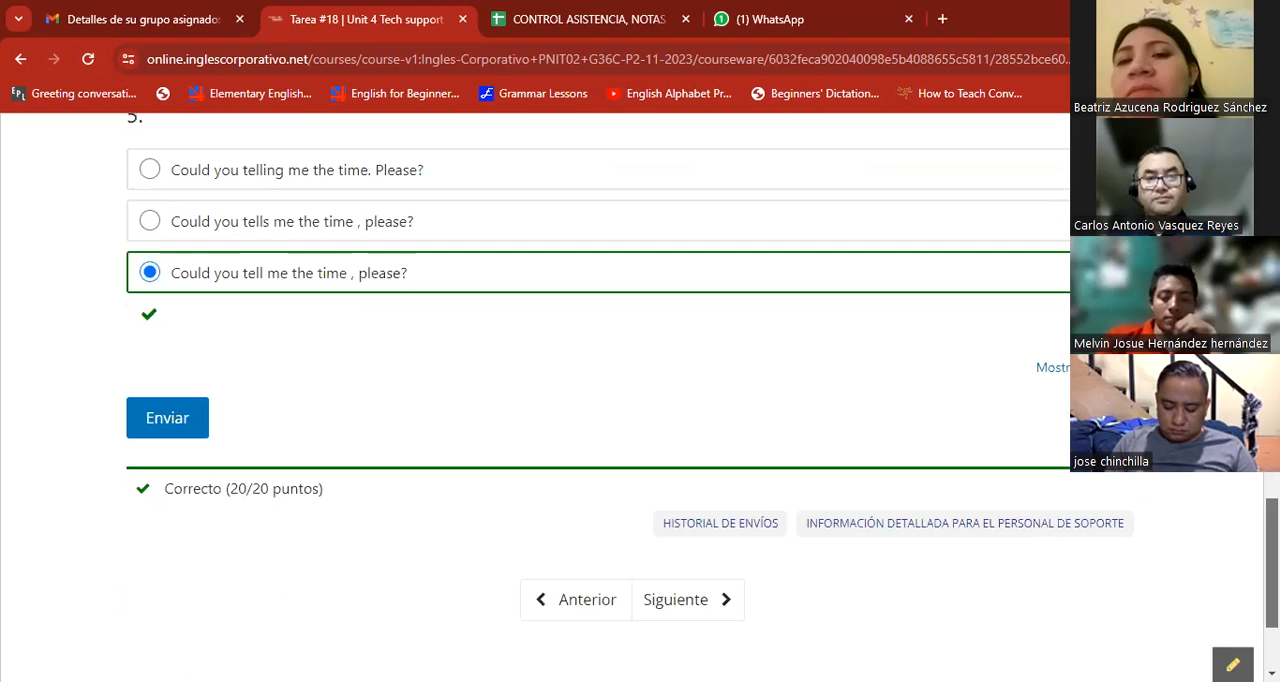 Detalles de su grupo asignado:
Tarea #18 | Unit 4 Tech support
CONTROL ASISTENCIA, NOTAS
(1) WhatsApp
online.inglescorporativo.net/courses/course-v1:Ingles-Corporativo+PNIT02+G36C-P2-11-2023/courseware/6032feca902040098e5b4088655c5811/28552bce60...
Greeting conversati...
Elementary English...
English for Beginner...
Grammar Lessons
English Alphabet Pr...
Beginners' Dictation...
How to Teach Conv...
5.
Could you telling me the time. Please?
Could you tells me the time , please?
Could you tell me the time , please?
Mostr
Enviar
Correcto (20/20 puntos)
HISTORIAL DE ENVÍOS
INFORMACIÓN DETALLADA PARA EL PERSONAL DE SOPORTE
Anterior
Siguiente
Beatriz Azucena Rodriguez Sánchez
Carlos Antonio Vasquez Reyes
Melvin Josue Hernández hernández
jose chinchilla